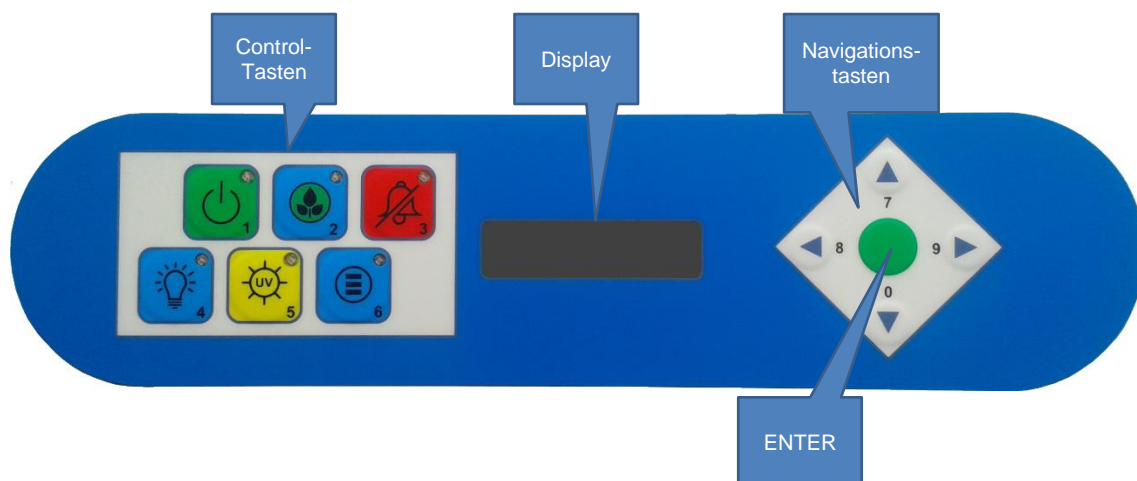 Control-
Tasten
Display
Navigations-
tasten
1
2
3
4
UV
5
6
7
8
9
0
ENTER